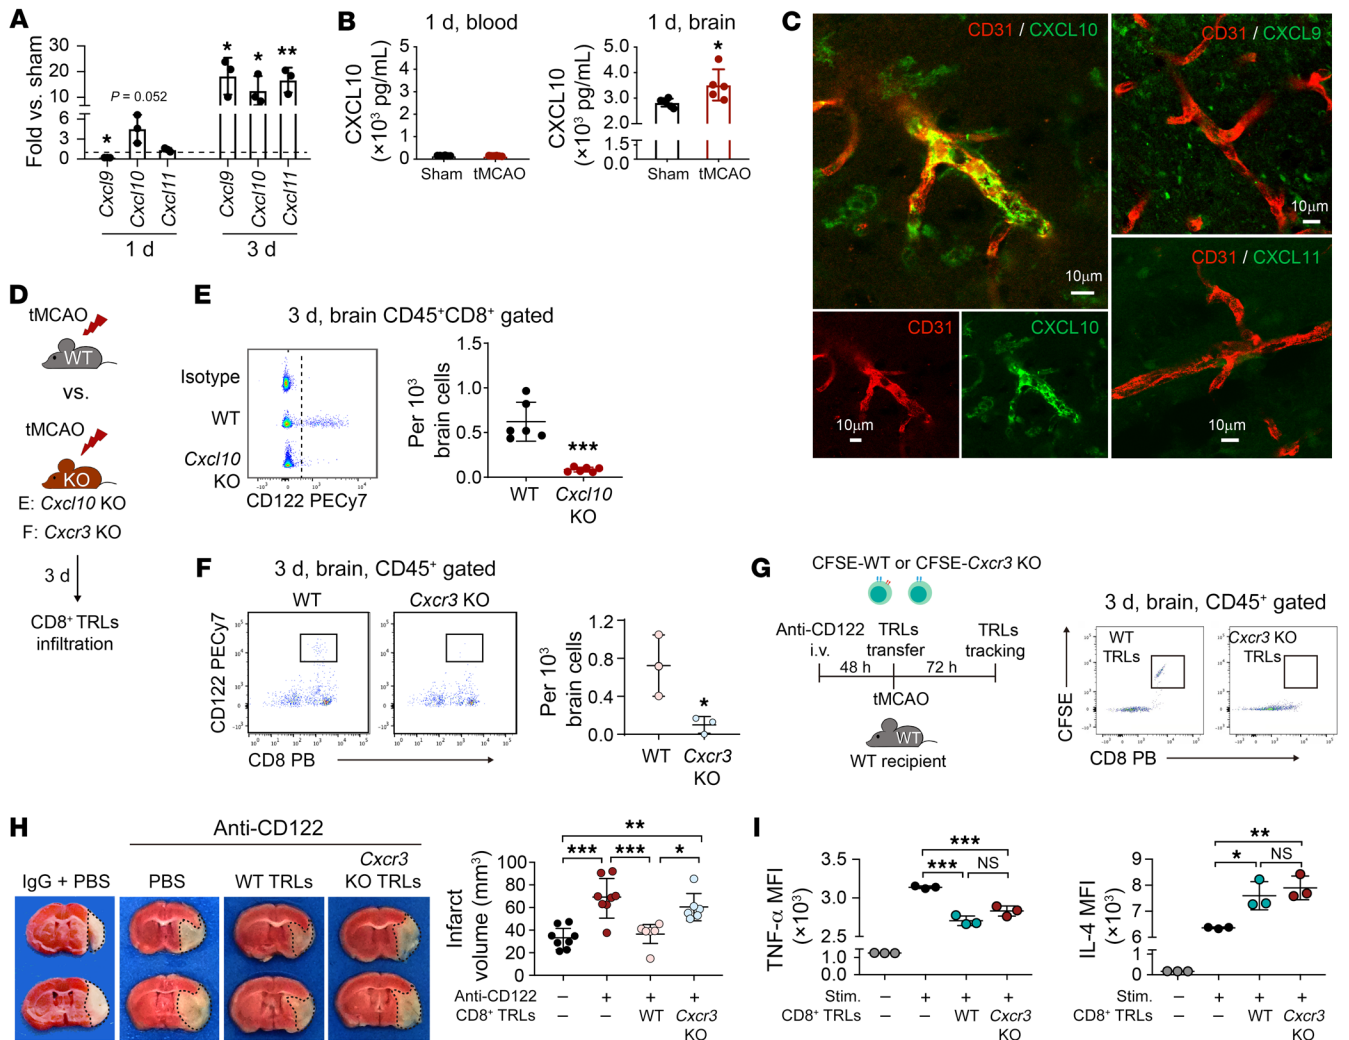 A
Fold vs. sham
30
20
10
6
3
0
P = 0.052
*
*
*
**
Cxcl9
Cxcl10
Cxcl11
Cxcl9
Cxcl10
Cxcl11
1 d
3 d
B
1 d, blood
CXCL10
(×10³ pg/mL)
5
4
3
2
1
0
Sham
tMCAO
1 d, brain
CXCL10
(×10³ pg/mL)
5.0
4.0
3.0
2.0
1.5
0.0
*
Sham
tMCAO
C
CD31 / CXCL10
10μm
CD31
10μm
CXCL10
10μm
CD31 / CXCL9
10μm
CD31 / CXCL11
10μm
D
tMCAO
WT
vs.
tMCAO
KO
E: Cxcl10 KO
F: Cxcr3 KO
3 d
CD8⁺ TRLs
infiltration
E
3 d, brain CD45⁺CD8⁺ gated
Isotype
WT
Cxcl10
KO
CD122 PECy7
Per 10³
brain cells
1.5
1.0
0.5
0.0
***
WT
Cxcl10
KO
F
3 d, brain, CD45⁺ gated
WT
Cxcr3 KO
CD122 PECy7
CD8 PB
Per 10³
brain cells
1.2
0.8
0.4
0.0
*
WT
Cxcr3
KO
G
CFSE-WT or CFSE-Cxcr3 KO
Anti-CD122
i.v.
TRLs
transfer
TRLs
tracking
48 h
72 h
tMCAO
WT
WT recipient
3 d, brain, CD45⁺ gated
WT
TRLs
Cxcr3 KO
TRLs
CFSE
CD8 PB
H
Anti-CD122
IgG + PBS
PBS
WT TRLs
Cxcr3
KO TRLs
Infarct
volume (mm³)
100
80
60
40
20
0
**
***
***
*
Anti-CD122 – + + +
CD8⁺ TRLs – – WT Cxcr3
KO
I
TNF-α MFI
(×10³)
3.5
3.0
2.5
1.0
0.0
***
***
NS
Stim. – + + +
CD8⁺ TRLs – – WT Cxcr3
KO
IL-4 MFI
(×10³)
9
8
7
6
1
0
**
*
NS
Stim. – + + +
CD8⁺ TRLs – – WT Cxcr3
KO